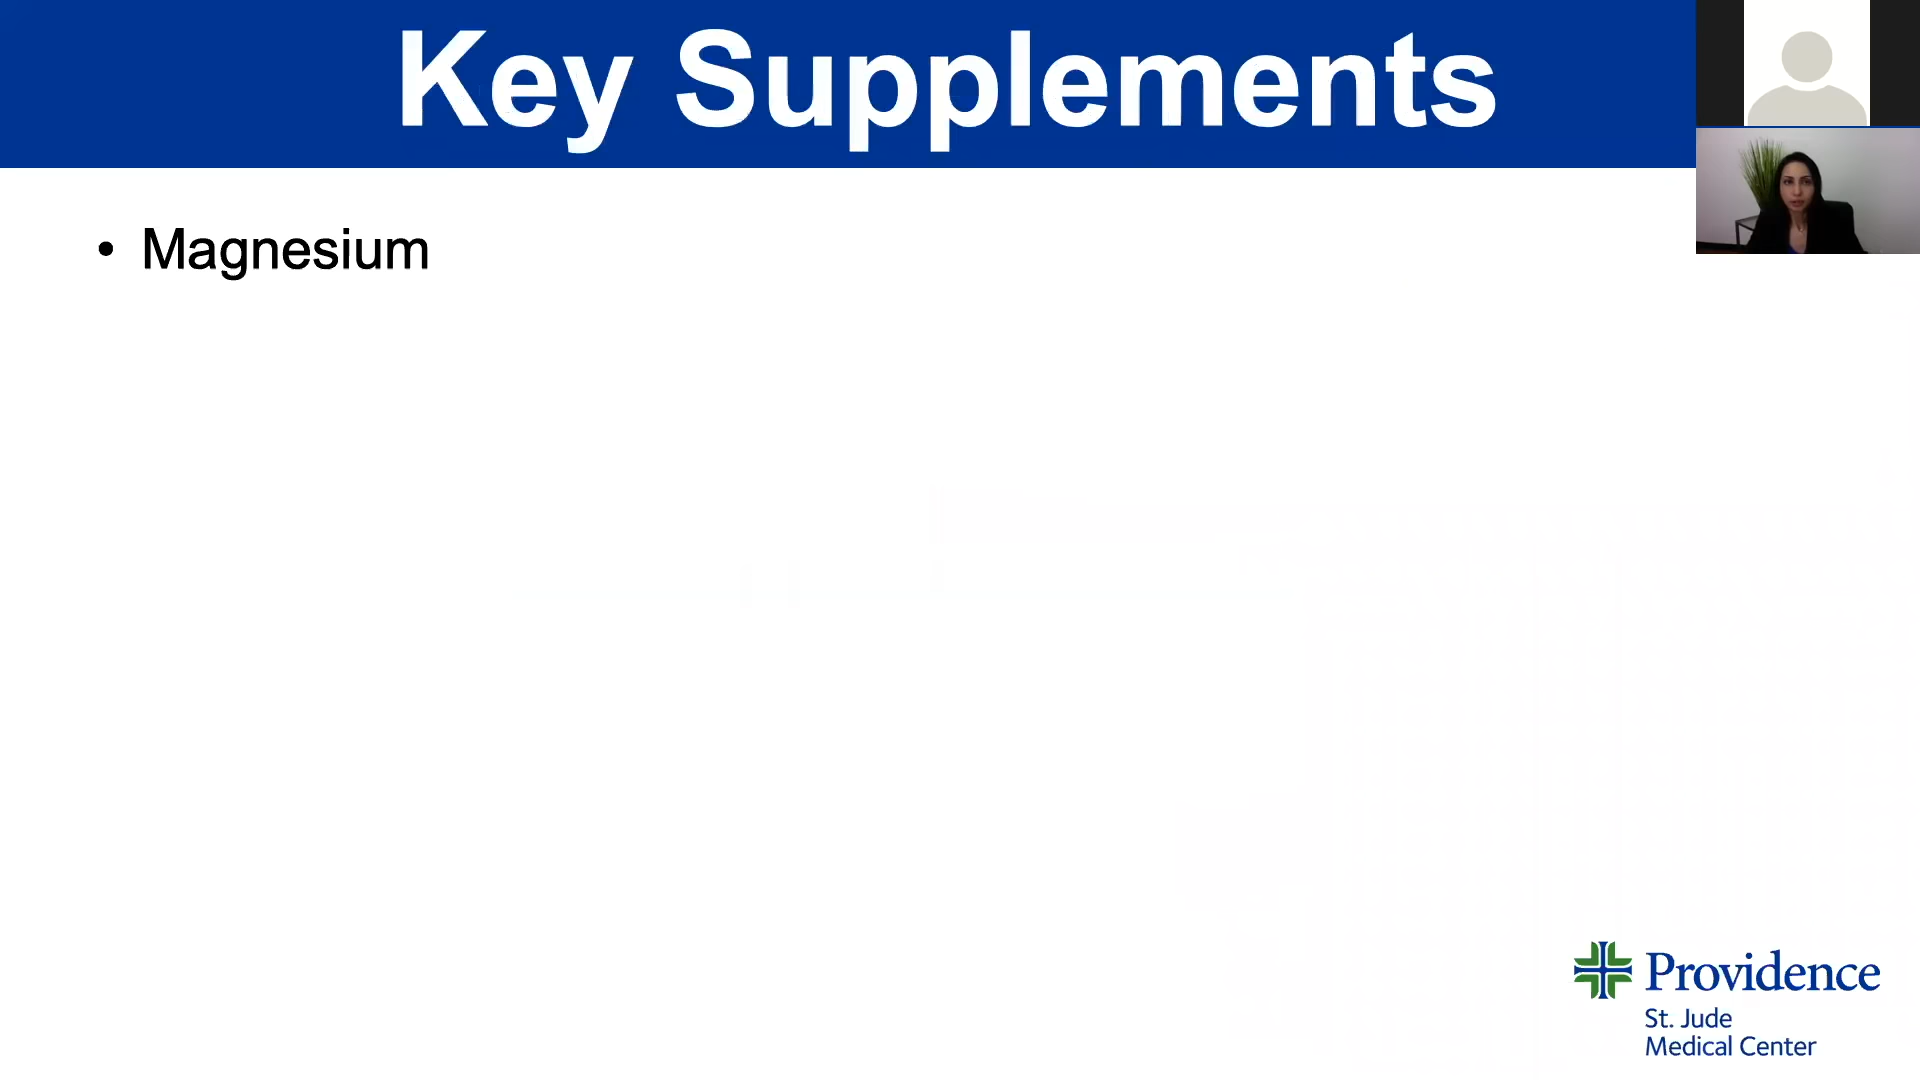 Key Supplements
• Magnesium
Providence
St. Jude
Medical Center